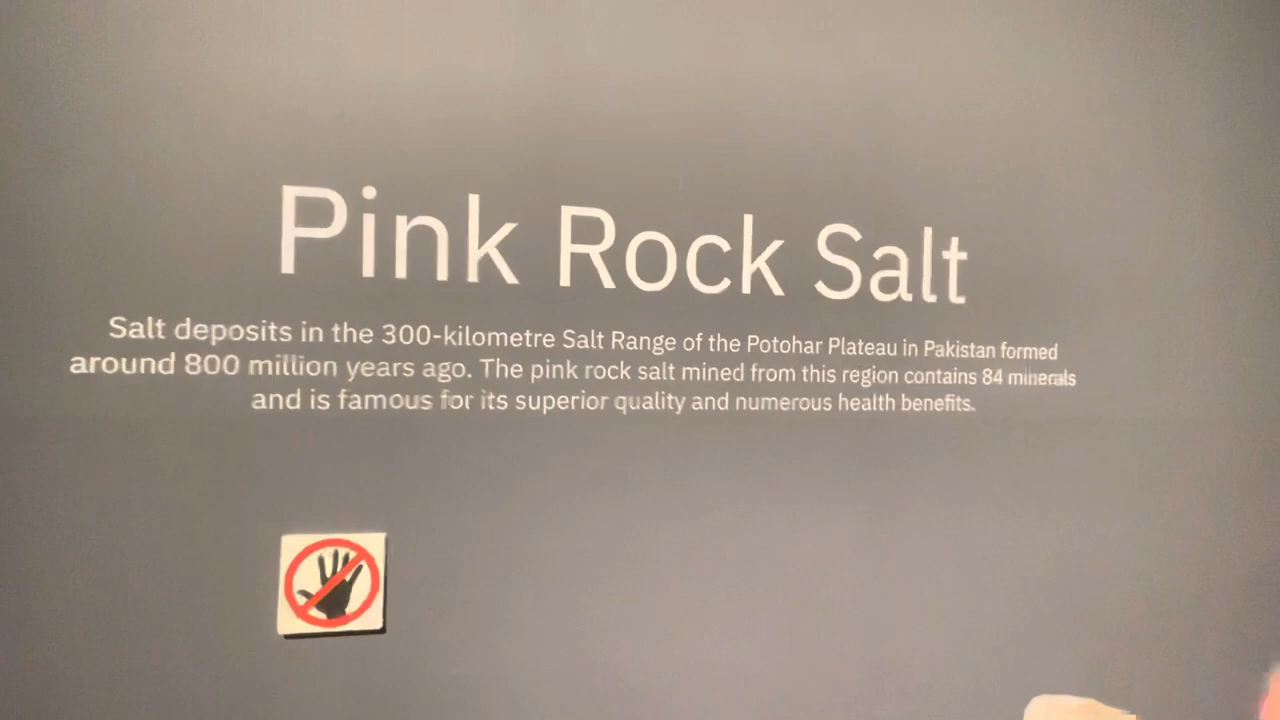 Pink Rock Salt
Salt deposits in the 300-kilometre Salt Range of the Potohar Plateau in Pakistan formed
around 800 million years ago. The pink rock salt mined from this region contains 84 minerals
and is famous for its superior quality and numerous health benefits.